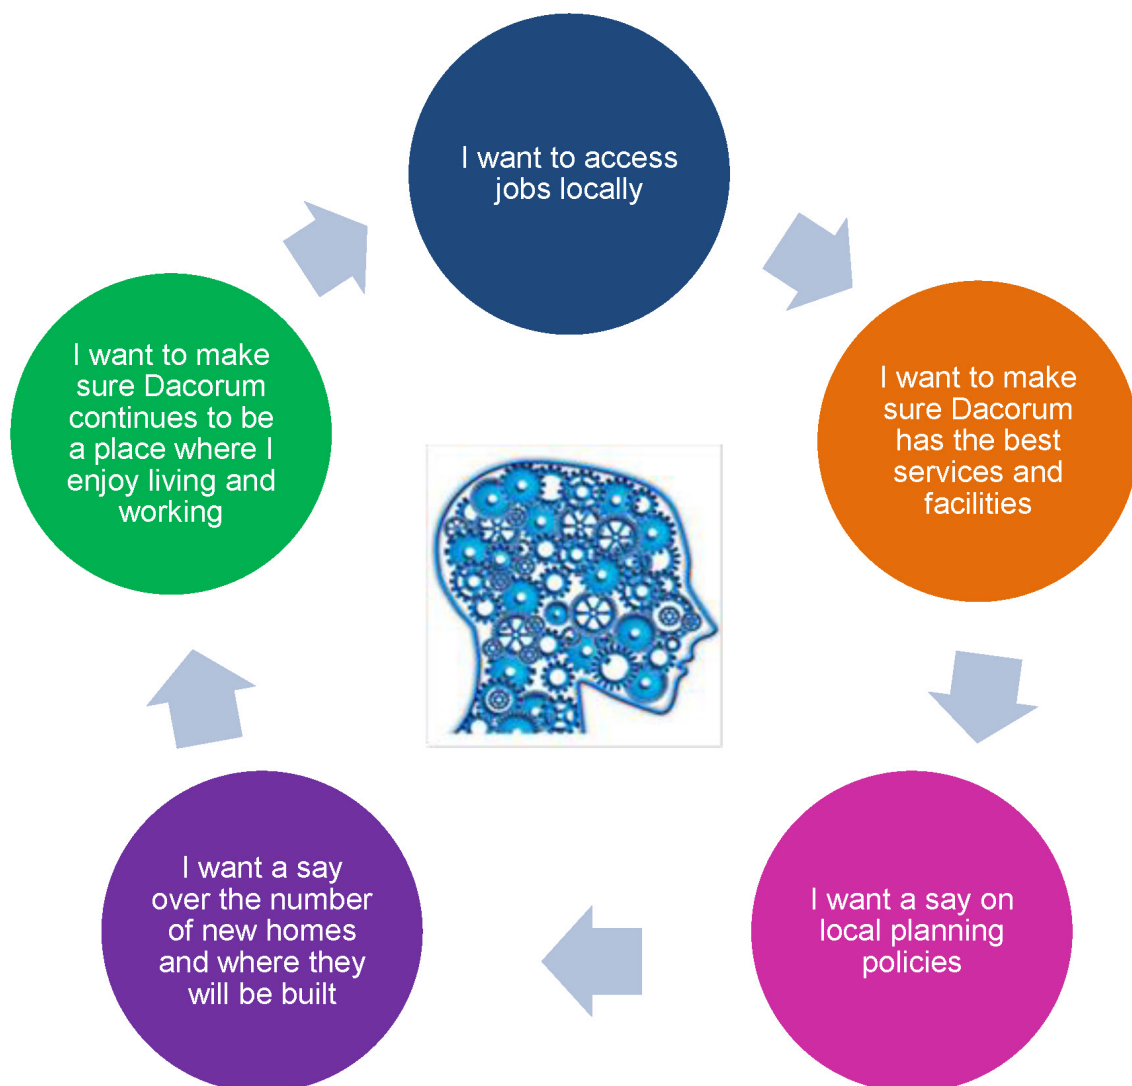 I want to access
jobs locally
I want to make
sure Dacorum
has the best
services and
facilities
I want a say on
local planning
policies
I want a say
over the number
of new homes
and where they
will be built
I want to make
sure Dacorum
continues to be
a place where I
enjoy living and
working